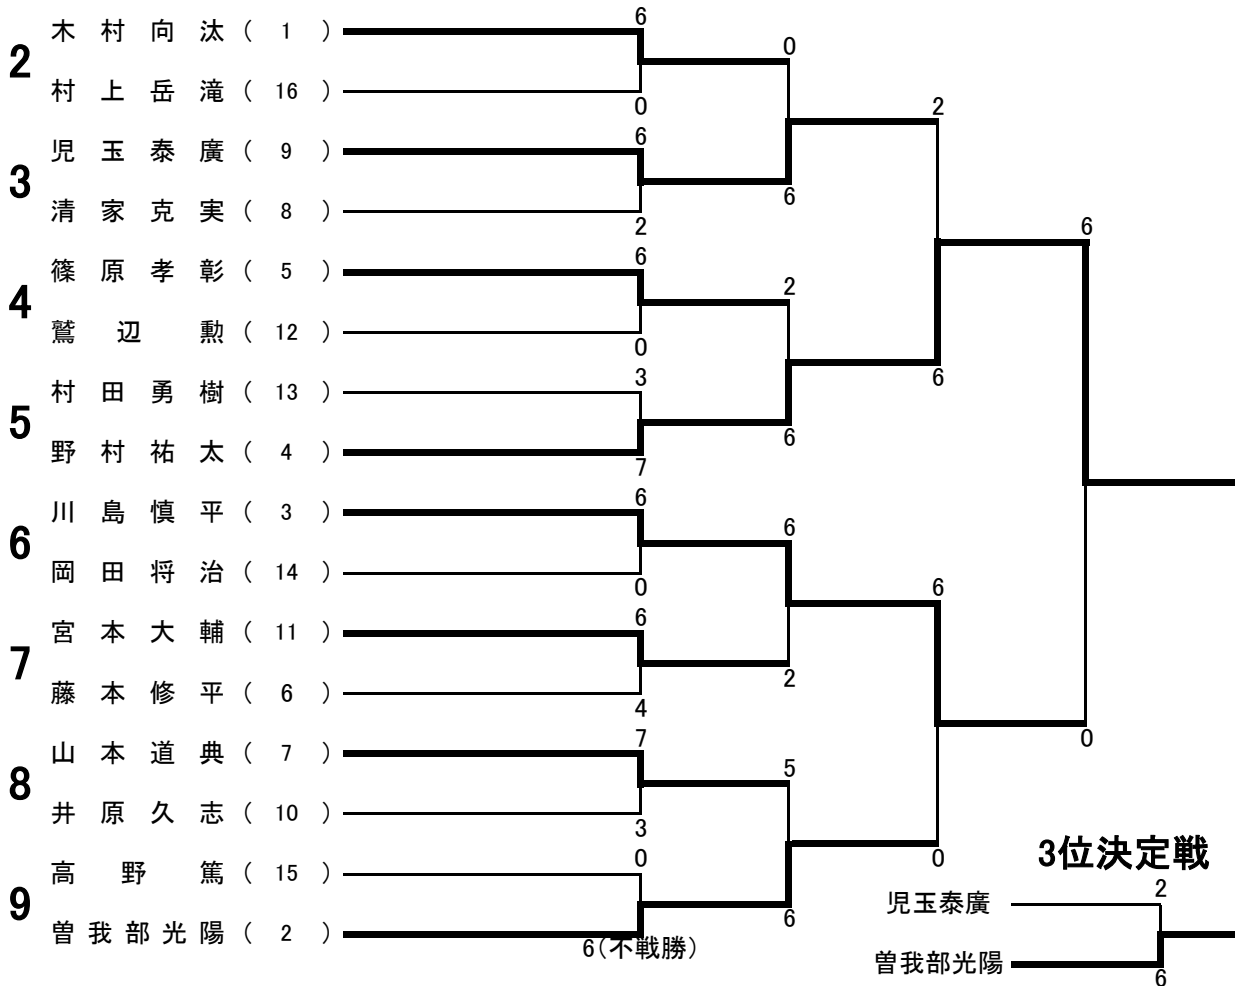 2
木村向汰( 1 )
6
0
村上岳滝( 16 )
0
2
3
児玉泰廣( 9 )
6
6
清家克実( 8 )
2
6
4
篠原孝彰( 5 )
6
2
鷲辺勲( 12 )
0
6
5
村田勇樹( 13 )
3
6
野村祐太( 4 )
7
6
川島慎平( 3 )
6
6
岡田将治( 14 )
0
6
7
宮本大輔( 11 )
6
2
藤本修平( 6 )
4
0
8
山本道典( 7 )
7
5
井原久志( 10 )
3
0
9
高野篤( 15 )
0
6
曽我部光陽( 2 )
6(不戦勝)
3位決定戦
児玉泰廣
2
曽我部光陽
6